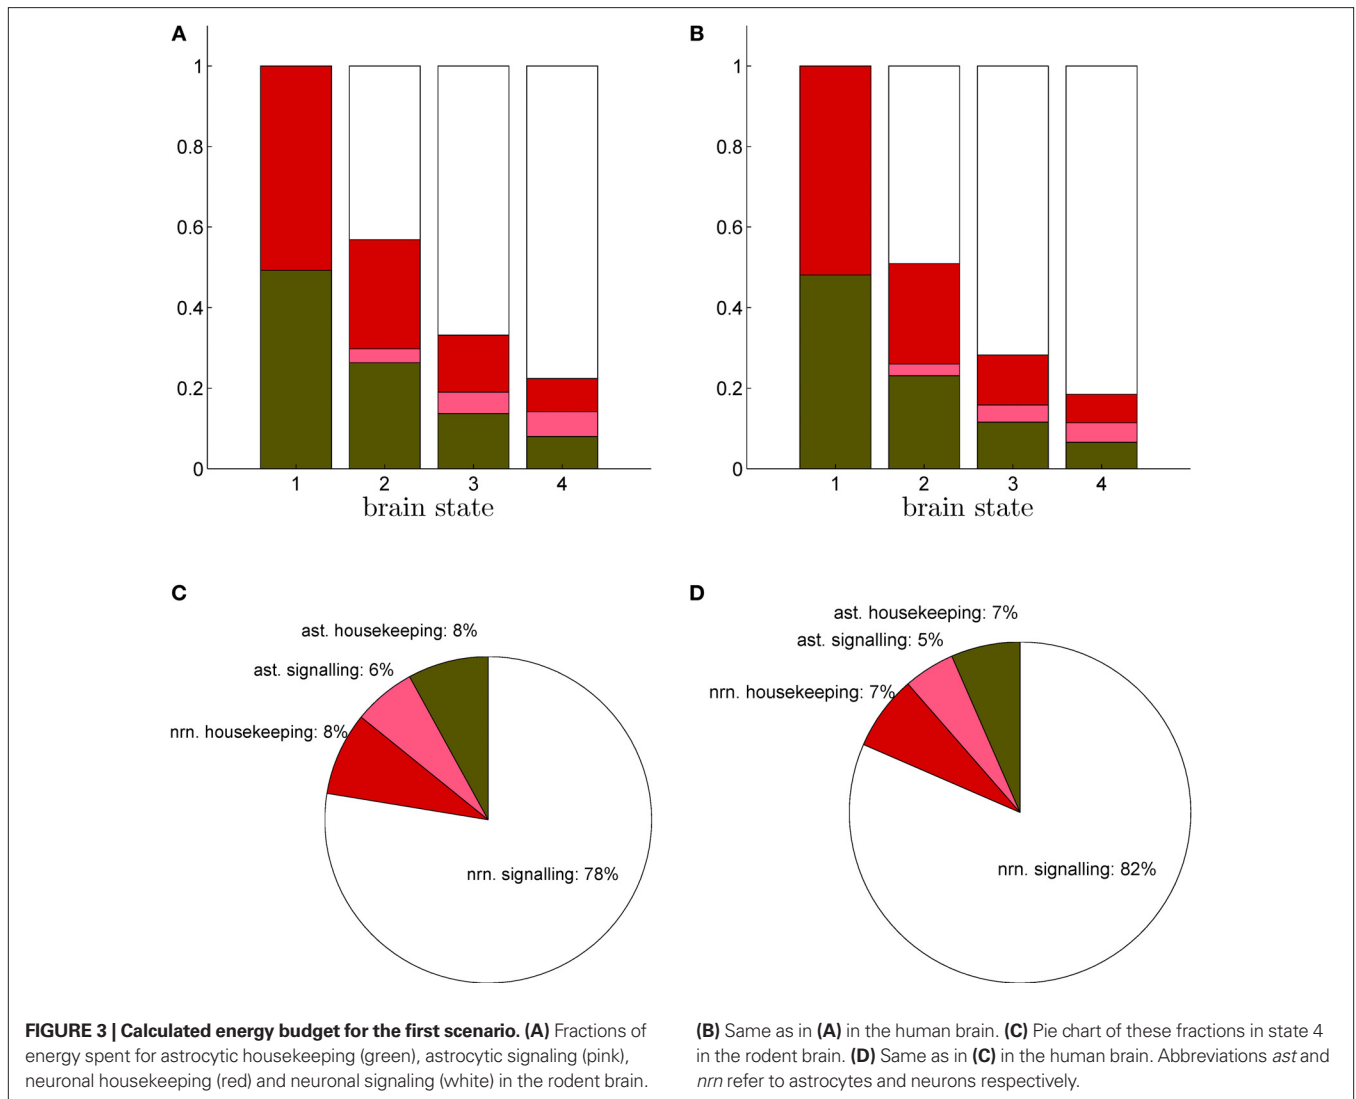 A
1
0.8
0.6
0.4
0.2
0
1 2 3 4
brain state
B
1
0.8
0.6
0.4
0.2
0
1 2 3 4
brain state
C
ast. housekeeping: 8%
ast. signalling: 6%
nrn. housekeeping: 8%
nrn. signalling: 78%
D
ast. housekeeping: 7%
ast. signalling: 5%
nrn. housekeeping: 7%
nrn. signalling: 82%
FIGURE 3 | Calculated energy budget for the first scenario. (A) Fractions of
energy spent for astrocytic housekeeping (green), astrocytic signaling (pink),
neuronal housekeeping (red) and neuronal signaling (white) in the rodent brain.
(B) Same as in (A) in the human brain. (C) Pie chart of these fractions in state 4
in the rodent brain. (D) Same as in (C) in the human brain. Abbreviations ast and
nrn refer to astrocytes and neurons respectively.